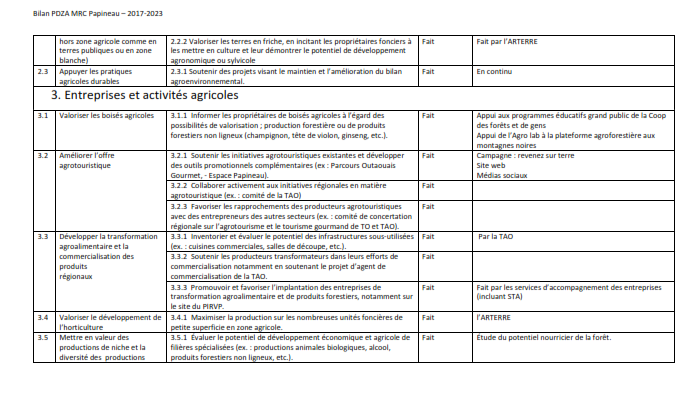 Bilan PDZA MRC Papineau – 2017-2023
hors zone agricole comme en
terres publiques ou en zone
blanche)
2.2.2 Valoriser les terres en friche, en incitant les propriétaires fonciers à
les mettre en culture et leur démontrer le potentiel de développement
agronomique ou sylvicole
Fait
Fait par l'ARTERRE
2.3
Appuyer les pratiques
agricoles durables
2.3.1 Soutenir des projets visant le maintien et l'amélioration du bilan
agroenvironnemental.
Fait
En continu
3. Entreprises et activités agricoles
3.1
Valoriser les boisés agricoles
3.1.1 Informer les propriétaires de boisés agricoles à l'égard des
possibilités de valorisation ; production forestière ou de produits
forestiers non ligneux (champignon, tête de violon, ginseng, etc.).
Fait
Appui aux programmes éducatifs grand public de la Coop
des forêts et de gens
Appui de l'Agro lab à la plateforme agroforestière aux
montagnes noires
3.2
Améliorer l'offre
agrotouristique
3.2.1 Soutenir les initiatives agrotouristiques existantes et développer
des outils promotionnels complémentaires (ex : Parcours Outaouais
Gourmet, - Espace Papineau).
Fait
Campagne : revenez sur terre
Site web
Médias sociaux
3.2.2 Collaborer activement aux initiatives régionales en matière
agrotouristique (ex. : comité de la TAO)
Fait
3.2.3 Favoriser les rapprochements des producteurs agrotouristiques
avec des entrepreneurs des autres secteurs (ex. : comité de concertation
régionale sur l'agrotourisme et le tourisme gourmand de TO et TAO).
Fait
3.3
Développer la transformation
agroalimentaire et la
commercialisation des
produits
régionaux
3.3.1 Inventorier et évaluer le potentiel des infrastructures sous-utilisées
(ex. : cuisines commerciales, salles de découpe, etc.).
Fait
Par la TAO
3.3.2 Soutenir les producteurs transformateurs dans leurs efforts de
commercialisation notamment en soutenant le projet d'agent de
commercialisation de la TAO.
Fait
3.3.3 Promouvoir et favoriser l'implantation des entreprises de
transformation agroalimentaire et de produits forestiers, notamment sur
le site du PIRVP.
Fait
Fait par les services d'accompagnement des entreprises
(incluant STA)
3.4
Valoriser le développement de
l'horticulture
3.4.1 Maximiser la production sur les nombreuses unités foncières de
petite superficie en zone agricole.
Fait
l'ARTERRE
3.5
Mettre en valeur des
productions de niche et la
diversité des productions
3.5.1 Évaluer le potentiel de développement économique et agricole de
filières spécialisées (ex. : productions animales biologiques, alcool,
produits forestiers non ligneux, etc.).
Fait
Étude du potentiel nourricier de la forêt.